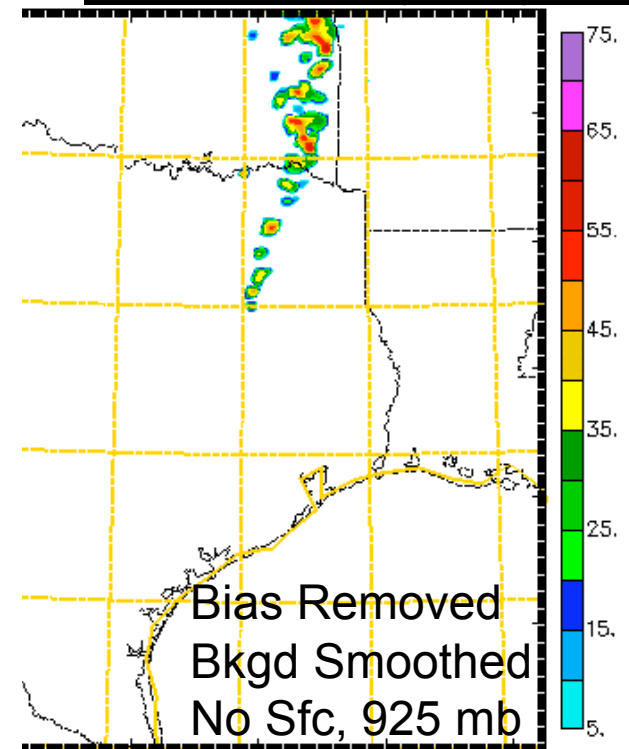 75.
65.
55.
45.
35.
25.
15.
5.
Bias Removed
Bkgd Smoothed
No Sfc, 925 mb